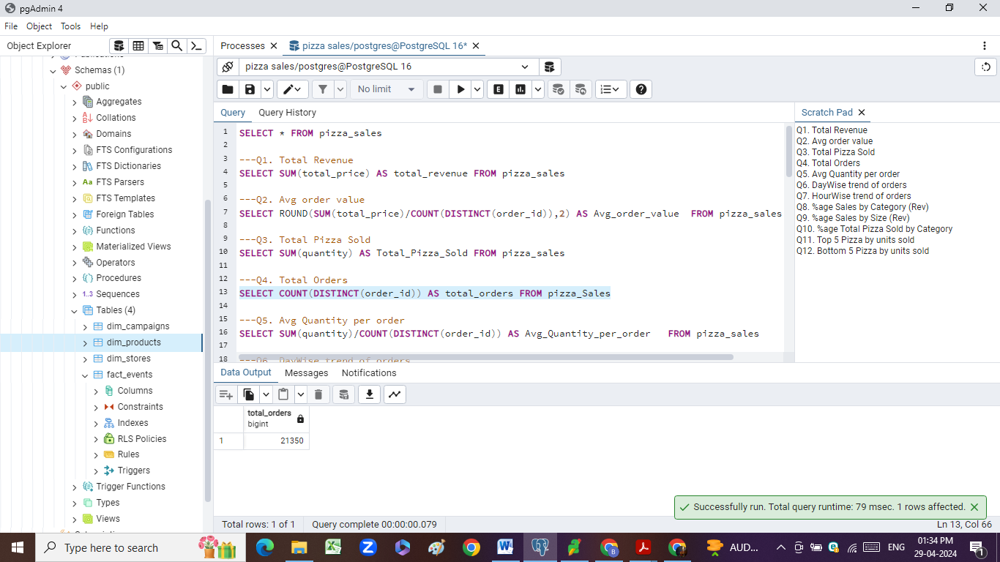 pgAdmin 4
File Object Tools Help
Object Explorer
Processes
pizza sales/postgres@PostgreSQL 16*
pizza sales/postgres@PostgreSQL 16
No limit
E
Schemas (1)
public
Aggregates
Collations
Domains
FTS Configurations
FTS Dictionaries
Aa FTS Parsers
FTS Templates
Foreign Tables
Functions
Materialized Views
Operators
Procedures
1..3 Sequences
Tables (4)
dim_campaigns
dim_products
dim_stores
fact_events
Columns
Constraints
Indexes
RLS Policies
Rules
Triggers
Trigger Functions
Types
Views
Query Query History
1 SELECT * FROM pizza_sales
2
3 ---Q1. Total Revenue
4 SELECT SUM(total_price) AS total_revenue FROM pizza_sales
5
6 ---Q2. Avg order value
7 SELECT ROUND(SUM(total_price)/COUNT(DISTINCT(order_id)),2) AS Avg_order_value  FROM pizza_sales
8
9 ---Q3. Total Pizza Sold
10 SELECT SUM(quantity) AS Total_Pizza_Sold FROM pizza_sales
11
12 ---Q4. Total Orders
13 SELECT COUNT(DISTINCT(order_id)) AS total_orders FROM pizza_Sales
14
15 ---Q5. Avg Quantity per order
16 SELECT SUM(quantity)/COUNT(DISTINCT(order_id)) AS Avg_Quantity_per_order   FROM pizza_sales
17
18 ---Q6. DayWise trend of orders
Scratch Pad
Q1. Total Revenue
Q2. Avg order value
Q3. Total Pizza Sold
Q4. Total Orders
Q5. Avg Quantity per order
Q6. DayWise trend of orders
Q7. HourWise trend of orders
Q8. %age Sales by Category (Rev)
Q9. %age Sales by Size (Rev)
Q10. %age Total Pizza Sold by Category
Q11. Top 5 Pizza by units sold
Q12. Bottom 5 Pizza by units sold
Data Output Messages Notifications
total_orders
bigint
1 21350
Successfully run. Total query runtime: 79 msec. 1 rows affected.
Total rows: 1 of 1 Query complete 00:00:00.079
Ln 13, Col 66
Type here to search
AUD...
ENG
01:34 PM
29-04-2024
1